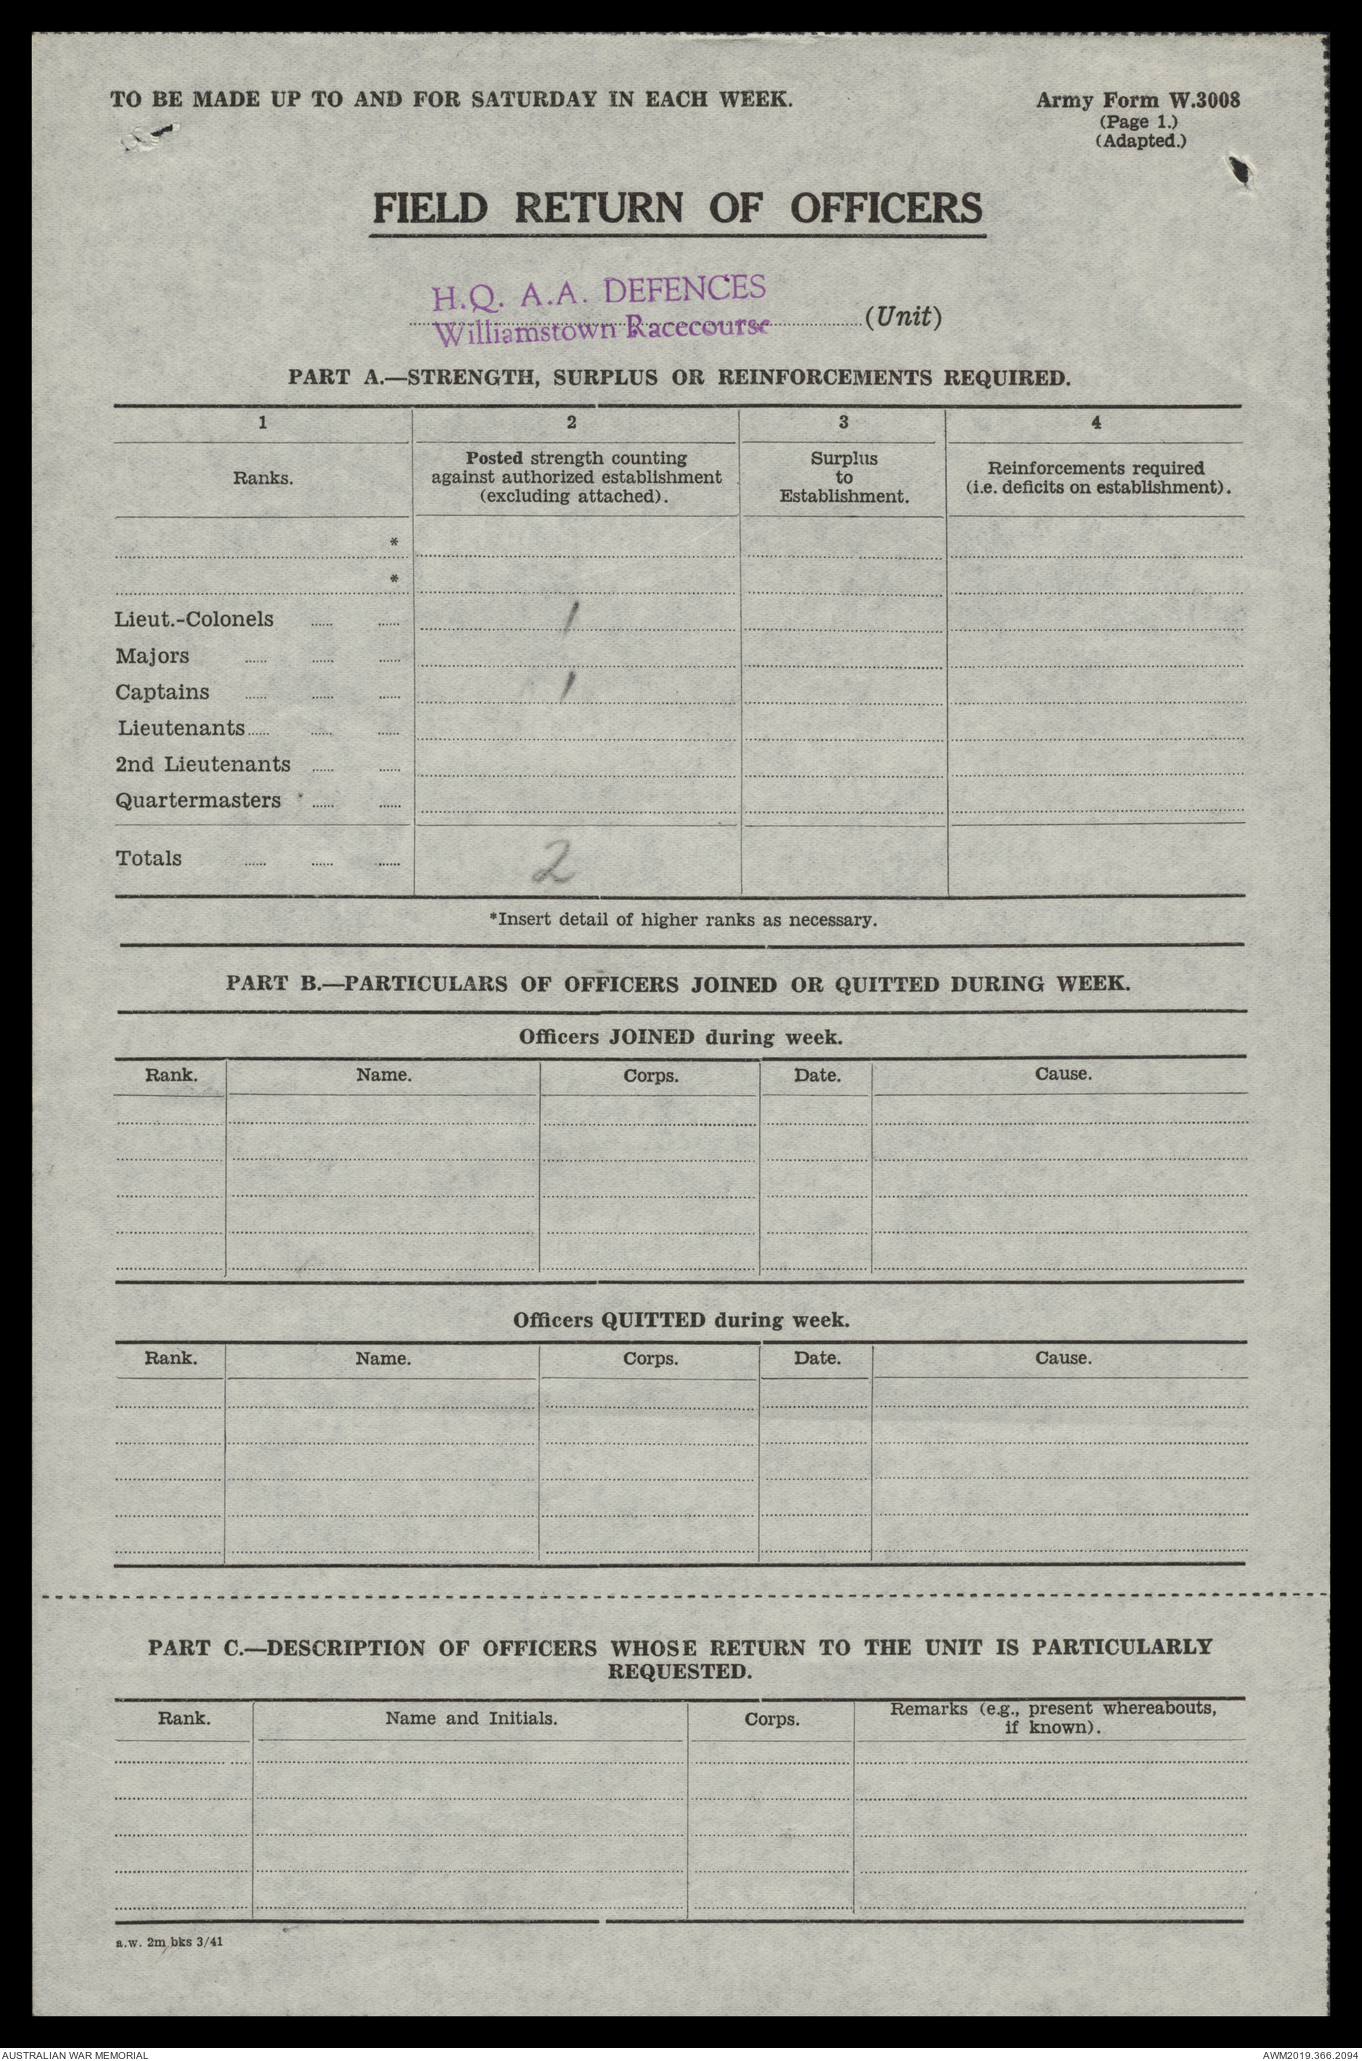 TO BE MADE UP TO AND FOR SATURDAY IN EACH WEEK.
Army Form W.3008
(Page 1.)
(Adapted.)
FIELD RETURN OF OFFICERS
H.Q. A.A. DEFENCES
Williamstown Racecourse
(Unit)
PART A.—STRENGTH, SURPLUS OR REINFORCEMENTS REQUIRED.
1 2 3 4
Ranks.
Posted strength counting
against authorized establishment
(excluding attached).
Surplus
to
Establishment.
Reinforcements required
(i.e. deficits on establishment).
*
*
Lieut.-Colonels ...... ...... 1
Majors ...... ...... ......
Captains ...... ...... ...... 1
Lieutenants ...... ...... ......
2nd Lieutenants ...... ......
Quartermasters ...... ......
Totals ...... ...... ...... 2
*Insert detail of higher ranks as necessary.
PART B.—PARTICULARS OF OFFICERS JOINED OR QUITTED DURING WEEK.
Officers JOINED during week.
Rank. Name. Corps. Date. Cause.
Officers QUITTED during week.
Rank. Name. Corps. Date. Cause.
PART C.—DESCRIPTION OF OFFICERS WHOSE RETURN TO THE UNIT IS PARTICULARLY
REQUESTED.
Rank. Name and Initials. Corps.
Remarks (e.g., present whereabouts,
if known).
a.w. 2m bks 3/41
AUSTRALIAN WAR MEMORIAL
AWM2019.366.2094